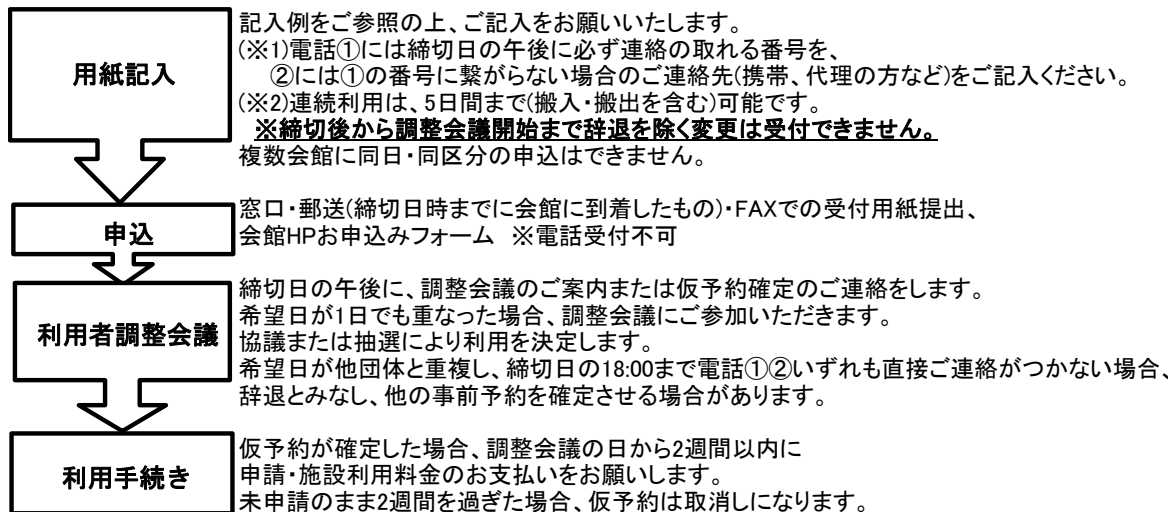 用紙記入
記入例をご参照の上、ご記入をお願いいたします。
(※1)電話①には締切日の午後に必ず連絡の取れる番号を、
②には①の番号に繋がらない場合のご連絡先(携帯、代理の方など)をご記入ください。
(※2)連続利用は、5日間まで(搬入・搬出を含む)可能です。
※締切後から調整会議開始まで辞退を除く変更は受付できません。
複数会館に同日・同区分の申込はできません。
申込
窓口・郵送(締切日時までに会館に到着したもの)・FAXでの受付用紙提出、
会館HPお申込みフォーム ※電話受付不可
利用者調整会議
締切日の午後に、調整会議のご案内または仮予約確定のご連絡をします。
希望日が1日でも重なった場合、調整会議にご参加いただきます。
協議または抽選により利用を決定します。
希望日が他団体と重複し、締切日の18:00まで電話①②いずれも直接ご連絡がつかない場合、
辞退とみなし、他の事前予約を確定させる場合があります。
利用手続き
仮予約が確定した場合、調整会議の日から2週間以内に
申請・施設利用料金のお支払いをお願いします。
未申請のまま2週間を過ぎた場合、仮予約は取消しになります。